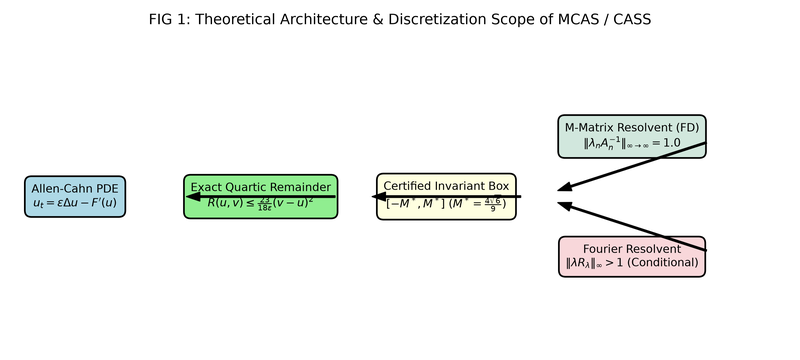 FIG 1: Theoretical Architecture & Discretization Scope of MCAS / CASS
M-Matrix Resolvent (FD)
‖λₙAₙ⁻¹‖∞→∞ = 1.0
Allen-Cahn PDE
uₜ = εΔu − F′(u)
Exact Quartic Remainder
R(u, v) ≤ 23/18ε (v − u)²
Certified Invariant Box
[−M*, M*] (M* = 4√6/9)
Fourier Resolvent
‖λR_λ‖∞ > 1 (Conditional)